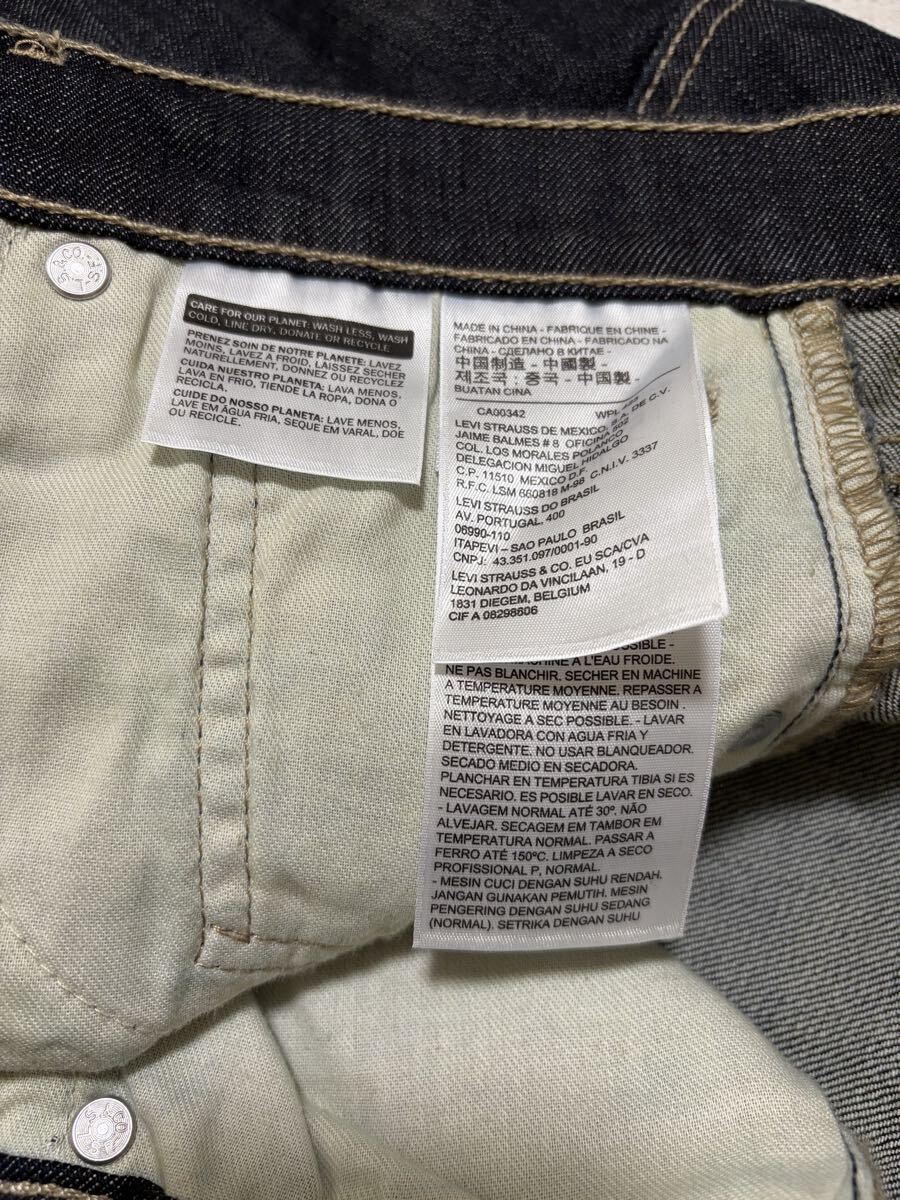 & CO.
L.S.
CARE FOR OUR PLANET: WASH LESS, WASH
COLD, LINE DRY, DONATE OR RECYCLE
PRENEZ SOIN DE NOTRE PLANETE: LAVEZ
MOINS, LAVEZ A FROID, LAISSEZ SECHER
NATURELLEMENT, DONNEZ OU RECYCLEZ
CUIDA NUESTRO PLANETA: LAVA MENOS,
LAVA EN FRIO, TIENDE LA ROPA, DONA O
RECICLA.
CUIDE DO NOSSO PLANETA: LAVE MENOS,
LAVE EM ÁGUA FRIA, SEQUE EM VARAL, DOE
OU RECICLE.
MADE IN CHINA - FABRIQUE EN CHINE -
FABRICADO EN CHINA - FABRICADO NA
CHINA - СДЕЛАНО В КИТАЕ -
中国制造 - 中國製 -
제조국 : 중국 - 中国製 -
BUATAN CINA
CA00342 WPL
LEVI STRAUSS DE MEXICO, S.A. DE C.V.
JAIME BALMES # 8 OFICINA 602
COL. LOS MORALES POLANCO
DELEGACION MIGUEL HIDALGO
C.P. 11510 MEXICO D.F. C.N.I.V. 3337
R.F.C. LSM 660818 M-98
LEVI STRAUSS DO BRASIL
AV. PORTUGAL, 400
06990-110
ITAPEVI – SAO PAULO BRASIL
CNPJ: 43.351.097/0001-90
LEVI STRAUSS & CO. EU SCA/CVA
LEONARDO DA VINCILAAN, 19 - D
1831 DIEGEM, BELGIUM
CIF A 08298606
MACHINE A L'EAU FROIDE.
NE PAS BLANCHIR. SECHER EN MACHINE
A TEMPERATURE MOYENNE. REPASSER A
TEMPERATURE MOYENNE AU BESOIN .
NETTOYAGE A SEC POSSIBLE. - LAVAR
EN LAVADORA CON AGUA FRIA Y
DETERGENTE. NO USAR BLANQUEADOR.
SECADO MEDIO EN SECADORA.
PLANCHAR EN TEMPERATURA TIBIA SI ES
NECESARIO. ES POSIBLE LAVAR EN SECO.
- LAVAGEM NORMAL ATÉ 30º. NÃO
ALVEJAR. SECAGEM EM TAMBOR EM
TEMPERATURA NORMAL. PASSAR A
FERRO ATÉ 150ºC. LIMPEZA A SECO
PROFISSIONAL P, NORMAL.
- MESIN CUCI DENGAN SUHU RENDAH.
JANGAN GUNAKAN PEMUTIH. MESIN
PENGERING DENGAN SUHU SEDANG
(NORMAL). SETRIKA DENGAN SUHU